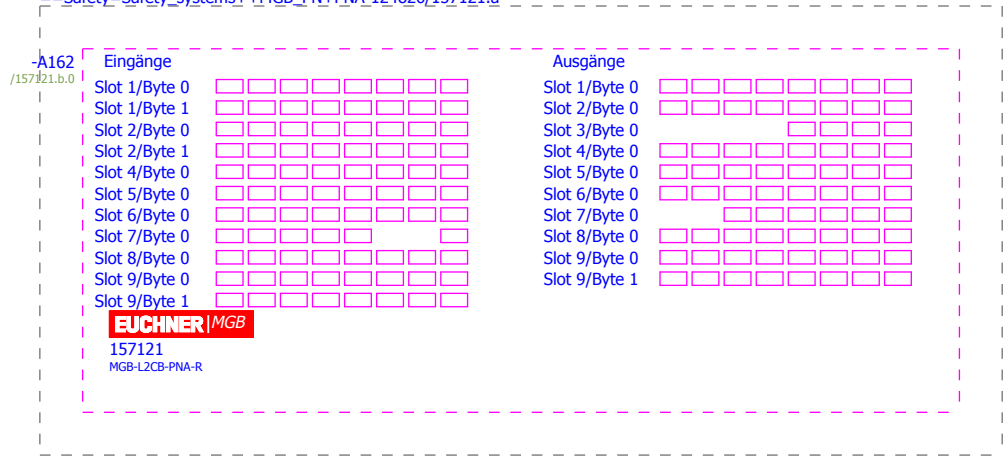 -A162
/157121.b.0
Eingänge
Slot 1/Byte 0
Slot 1/Byte 1
Slot 2/Byte 0
Slot 2/Byte 1
Slot 4/Byte 0
Slot 5/Byte 0
Slot 6/Byte 0
Slot 7/Byte 0
Slot 8/Byte 0
Slot 9/Byte 0
Slot 9/Byte 1
Ausgänge
Slot 1/Byte 0
Slot 2/Byte 0
Slot 3/Byte 0
Slot 4/Byte 0
Slot 5/Byte 0
Slot 6/Byte 0
Slot 7/Byte 0
Slot 8/Byte 0
Slot 9/Byte 0
Slot 9/Byte 1
EUCHNER|MGB
157121
MGB-L2CB-PNA-R